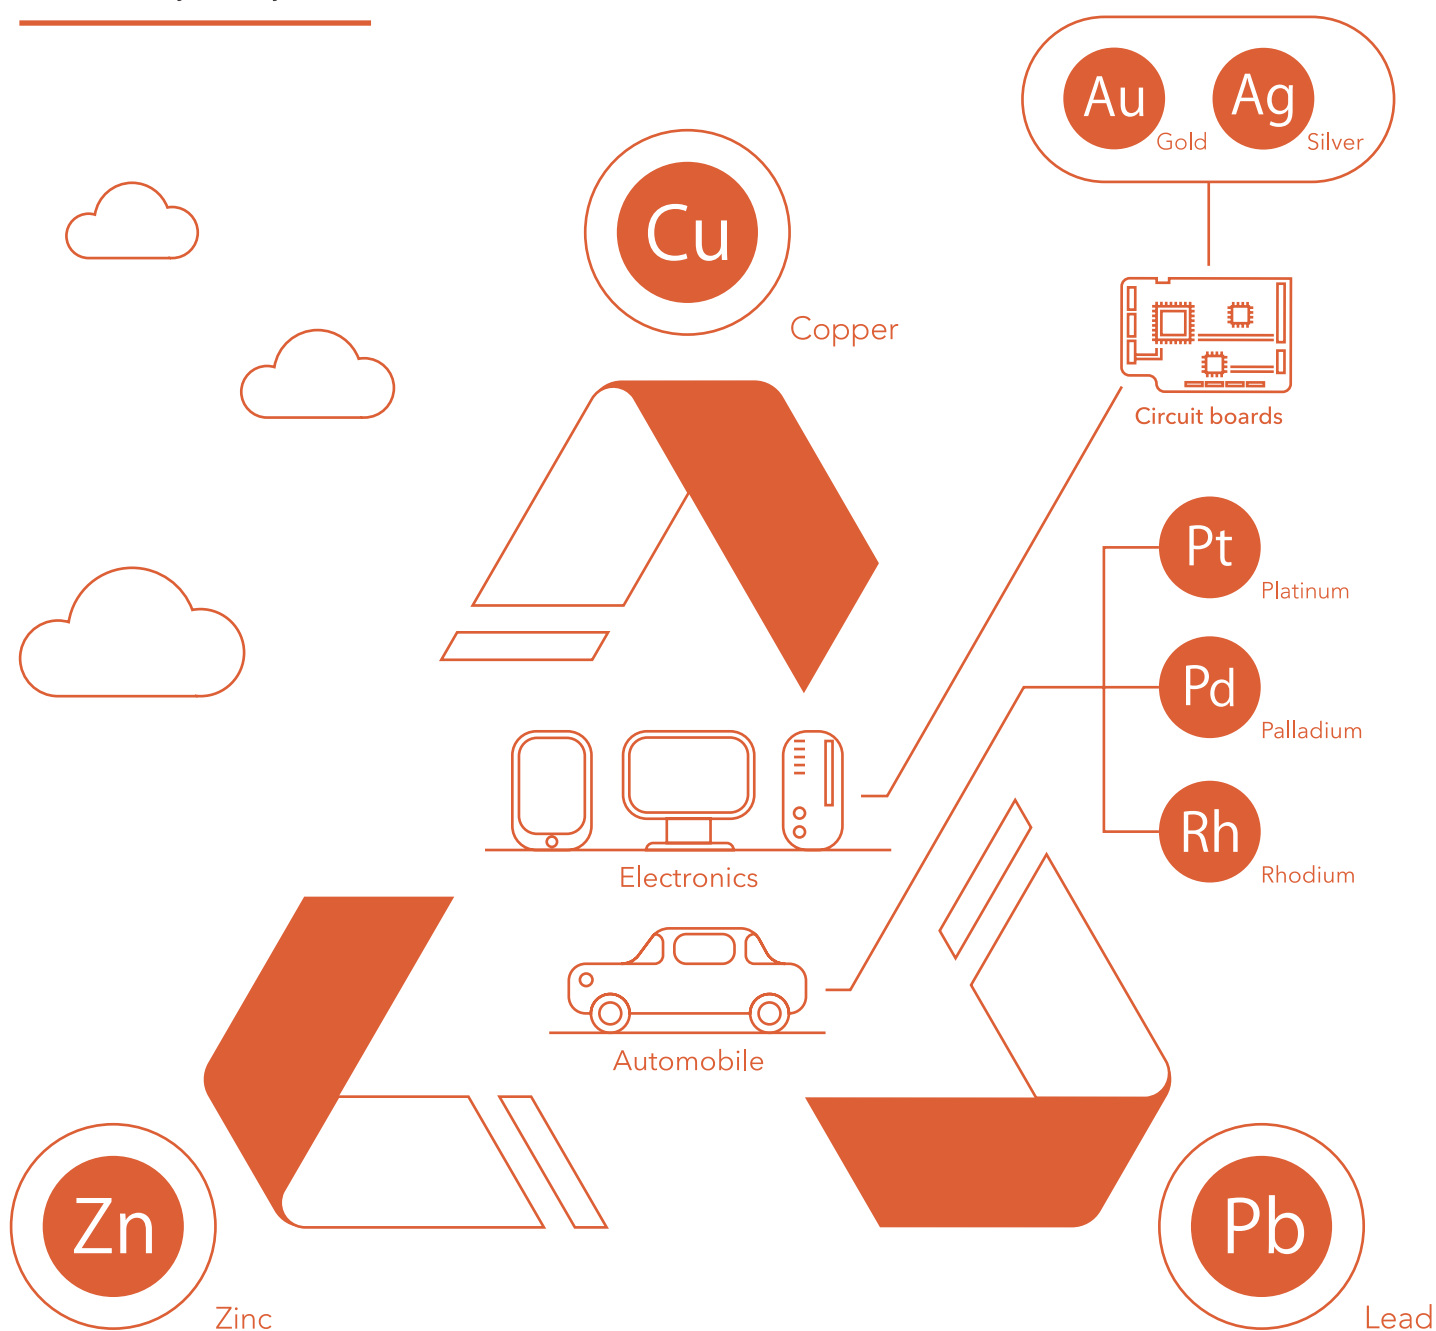 Au
Gold
Ag
Silver
Cu
Copper
Circuit boards
Pt
Platinum
Pd
Palladium
Rh
Rhodium
Electronics
Automobile
Zn
Zinc
Pb
Lead